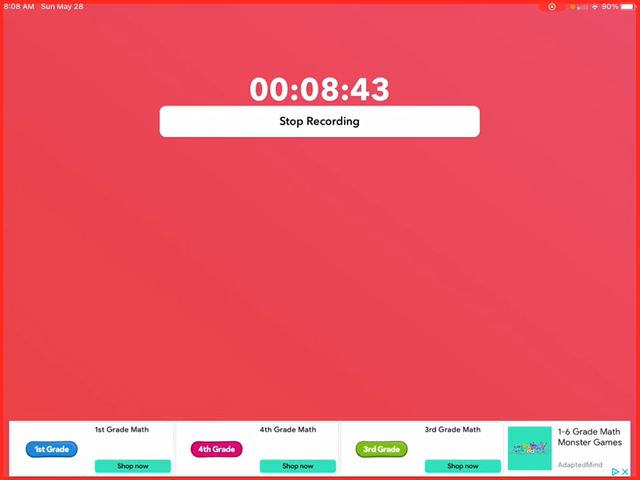 8:08 AM Sun May 28
90%
00:08:43
Stop Recording
1st Grade Math
1st Grade
Shop now
4th Grade Math
4th Grade
Shop now
3rd Grade Math
3rd Grade
Shop now
1-6 Grade Math
Monster Games
AdaptedMind